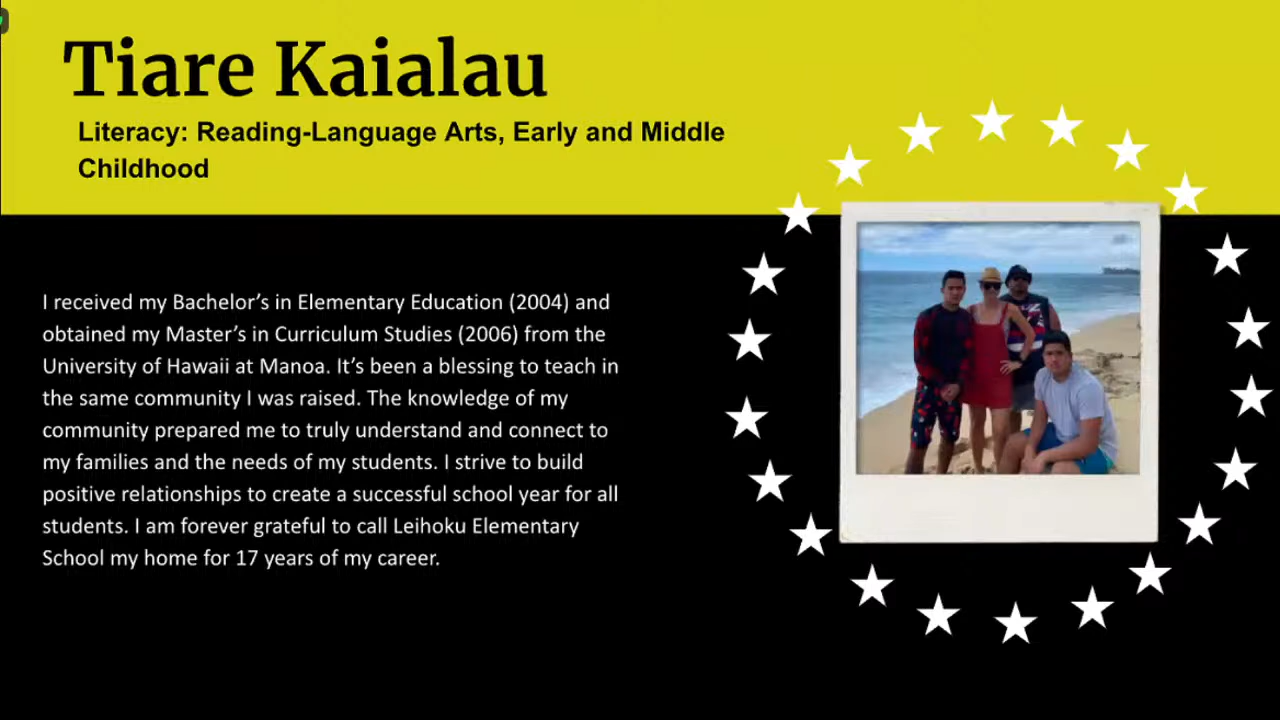 Tiare Kaialau
Literacy: Reading-Language Arts, Early and Middle
Childhood
I received my Bachelor’s in Elementary Education (2004) and
obtained my Master’s in Curriculum Studies (2006) from the
University of Hawaii at Manoa. It’s been a blessing to teach in
the same community I was raised. The knowledge of my
community prepared me to truly understand and connect to
my families and the needs of my students. I strive to build
positive relationships to create a successful school year for all
students. I am forever grateful to call Leihoku Elementary
School my home for 17 years of my career.